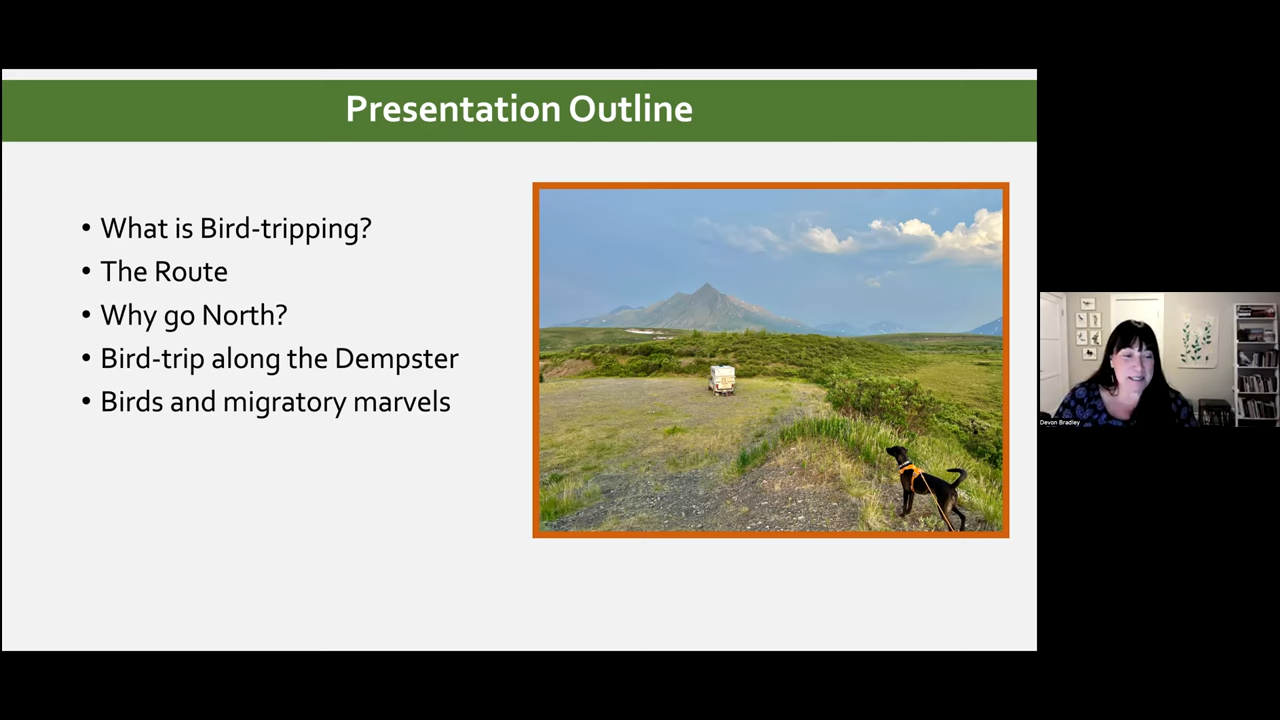 Presentation Outline
• What is Bird-tripping?
• The Route
• Why go North?
• Bird-trip along the Dempster
• Birds and migratory marvels
Devon Bradley